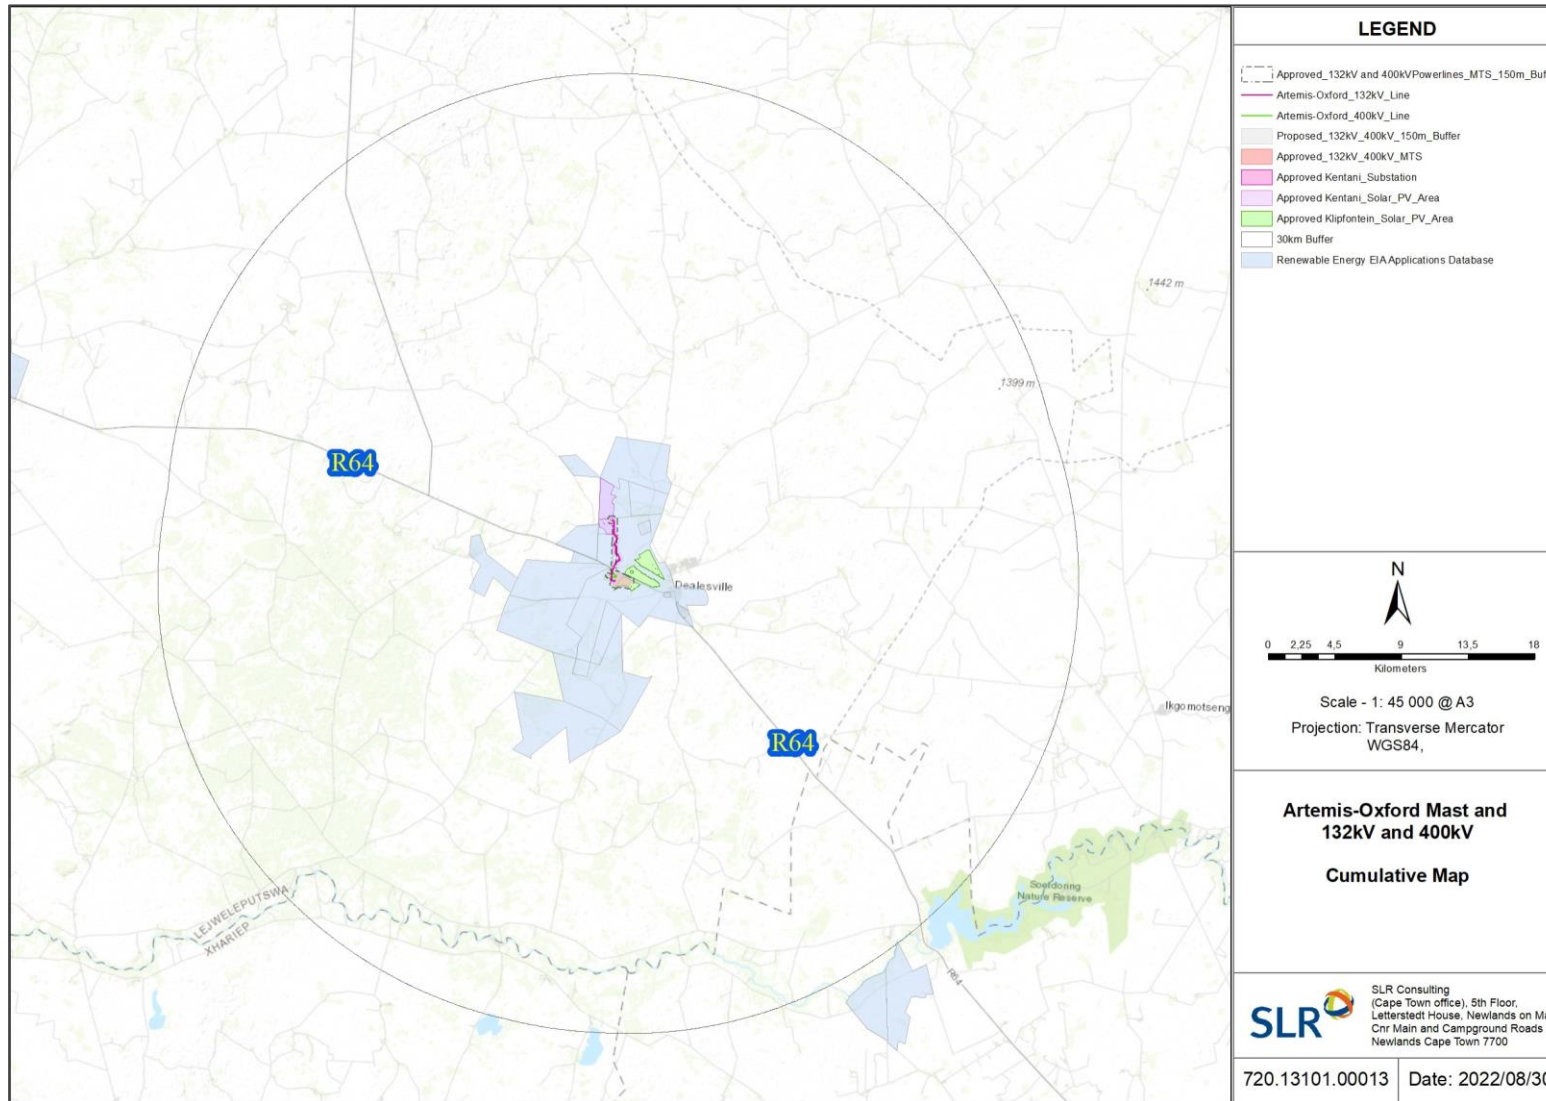 LEGEND
Approved_132kV and 400kVPowerlines_MTS_150m_Buf
Artemis-Oxford_132kV_Line
Artemis-Oxford_400kV_Line
Proposed_132kV_400kV_150m_Buffer
Approved_132kV_400kV_MTS
Approved Kentani_Substation
Approved Kentani_Solar_PV_Area
Approved Klipfontein_Solar_PV_Area
30km Buffer
Renewable Energy EIA Applications Database
1442 m
1399 m
R64
Dealesville
Ikgomotseng
R64
Soetdoring
Nature Reserve
LEJWELEPUTSWA
XHARIEP
R64
N
0 2,25 4,5 9 13,5 18
Kilometers
Scale - 1: 45 000 @ A3
Projection: Transverse Mercator
WGS84,
Artemis-Oxford Mast and
132kV and 400kV
Cumulative Map
SLR
SLR Consulting
(Cape Town office), 5th Floor,
Letterstedt House, Newlands on Ma
Cnr Main and Campground Roads
Newlands Cape Town 7700
720.13101.00013
Date: 2022/08/30